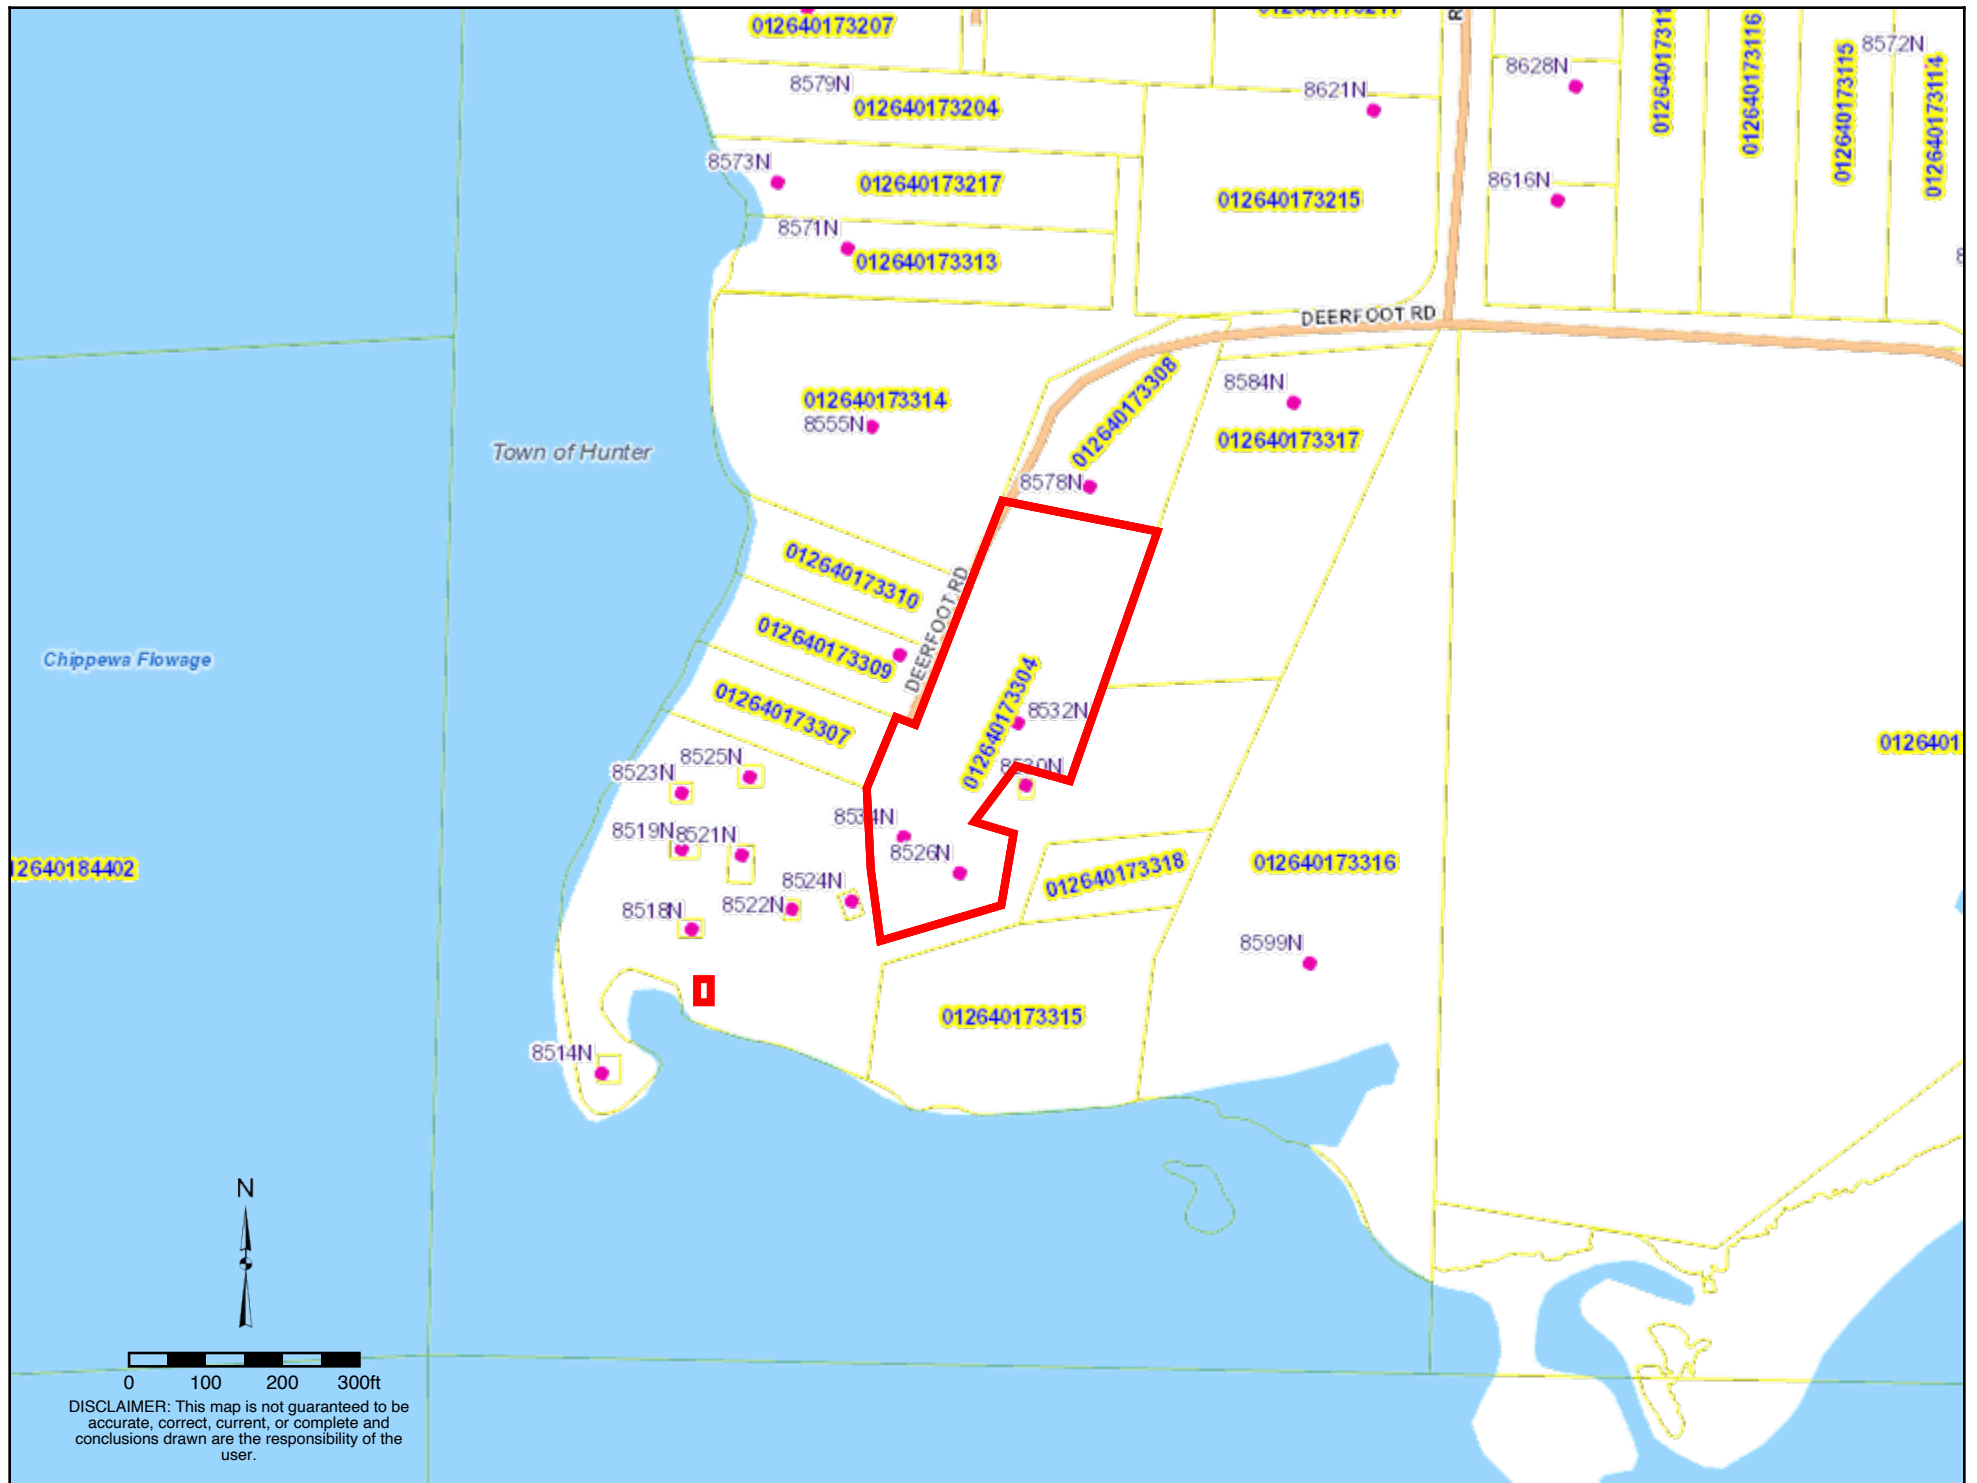 012640173207
8579N
012640173204
8621N
8628N
8572N
012640173116
012640173115
012640173114
8573N
012640173217
012640173215
8616N
8571N
012640173313
DEERFOOT RD
012640173314
8555N
012640173308
8584N
012640173317
Town of Hunter
8578N
012640173310
DEERFOOT RD
012640173309
Chippewa Flowage
012640173307
012640173304
8532N
8530N
0126401
8525N
8523N
8534N
8519N
8521N
8526N
12640184402
8524N
012640173318
012640173316
8518N
8522N
8599N
012640173315
8514N
N
0 100 200 300ft
DISCLAIMER: This map is not guaranteed to be
accurate, correct, current, or complete and
conclusions drawn are the responsibility of the
user.